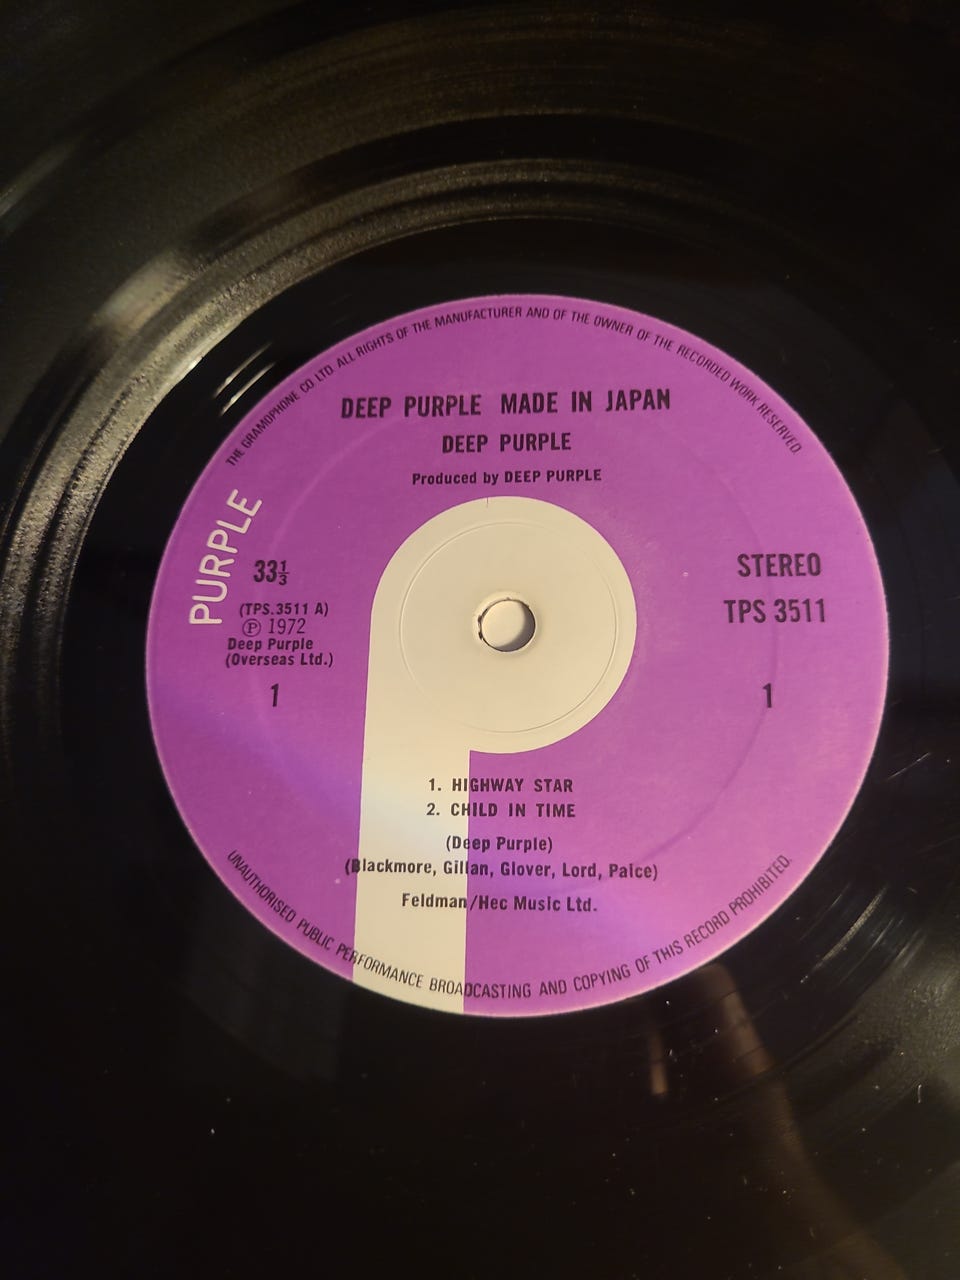 THE GRAMOPHONE CO LTD. ALL RIGHTS OF THE MANUFACTURER AND OF THE OWNER OF THE RECORDED WORK RESERVED.
DEEP PURPLE MADE IN JAPAN
DEEP PURPLE
Produced by DEEP PURPLE
PURPLE
33⅓
(TPS.3511 A)
Ⓟ 1972
Deep Purple
(Overseas Ltd.)
1
STEREO
TPS 3511
1
1. HIGHWAY STAR
2. CHILD IN TIME
(Deep Purple)
(Blackmore, Gillan, Glover, Lord, Paice)
Feldman/Hec Music Ltd.
UNAUTHORISED PUBLIC PERFORMANCE BROADCASTING AND COPYING OF THIS RECORD PROHIBITED.